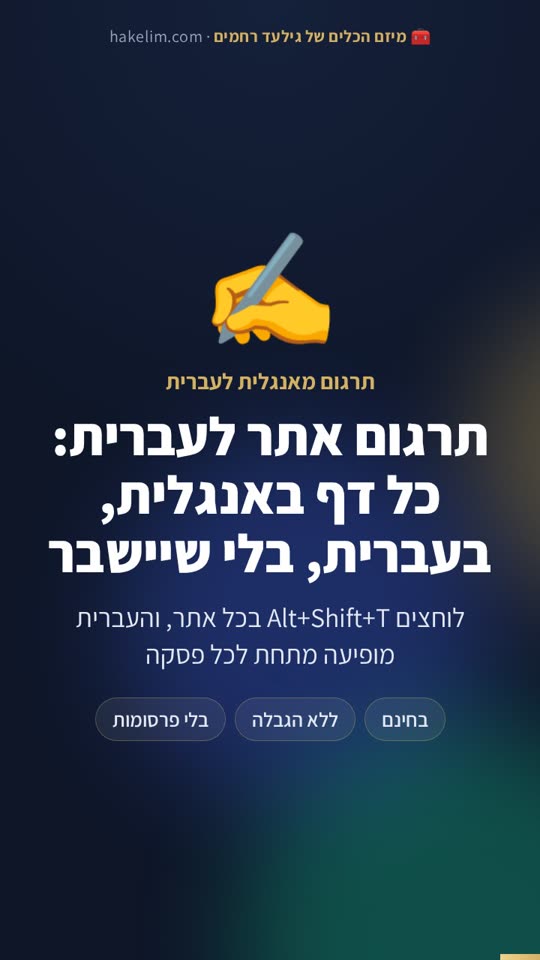 🧰 מיזם הכלים של גילעד רחמים · hakelim.com
תרגום מאנגלית לעברית
תרגום אתר לעברית:
כל דף באנגלית,
בעברית, בלי שיישבר
לוחצים Alt+Shift+T בכל אתר, והעברית
מופיעה מתחת לכל פסקה
בחינם
ללא הגבלה
בלי פרסומות